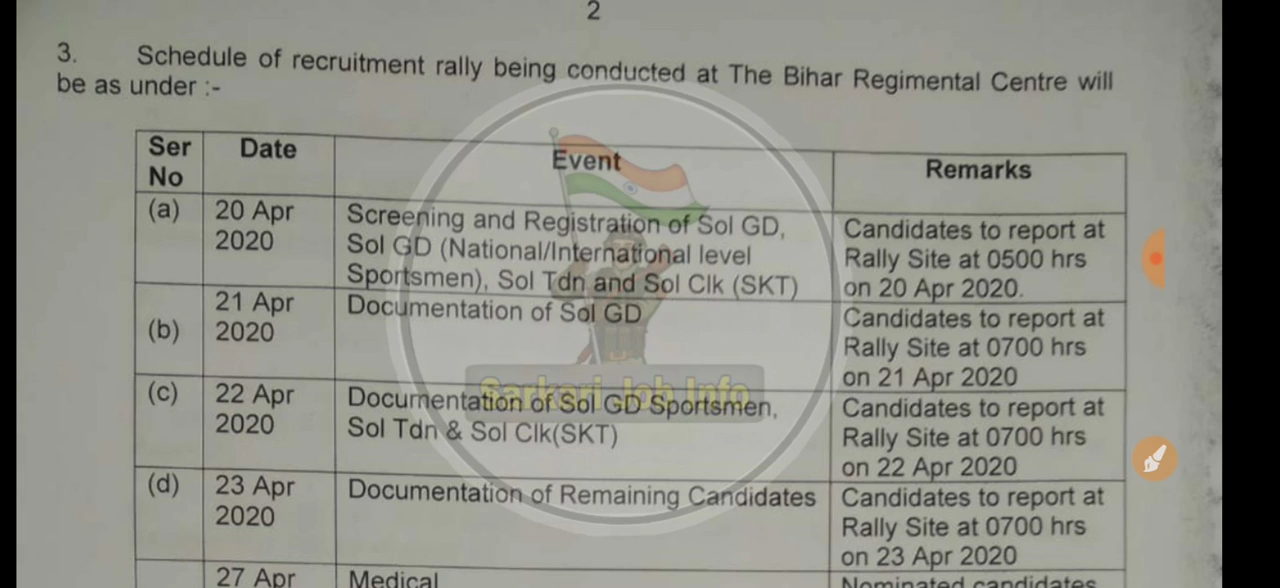 2
3. Schedule of recruitment rally being conducted at The Bihar Regimental Centre will
be as under :-
Ser No Date Event Remarks
(a) 20 Apr 2020 Screening and Registration of Sol GD,
Sol GD (National/International level
Sportsmen), Sol Tdn and Sol Clk (SKT)
Candidates to report at
Rally Site at 0500 hrs
on 20 Apr 2020.
(b) 21 Apr 2020 Documentation of Sol GD
Candidates to report at
Rally Site at 0700 hrs
on 21 Apr 2020
(c) 22 Apr 2020 Documentation of Sol GD Sportsmen,
Sol Tdn & Sol Clk(SKT)
Candidates to report at
Rally Site at 0700 hrs
on 22 Apr 2020
(d) 23 Apr 2020 Documentation of Remaining Candidates
Candidates to report at
Rally Site at 0700 hrs
on 23 Apr 2020
27 Apr Medical Nominated candidates
Sarkari Job Info